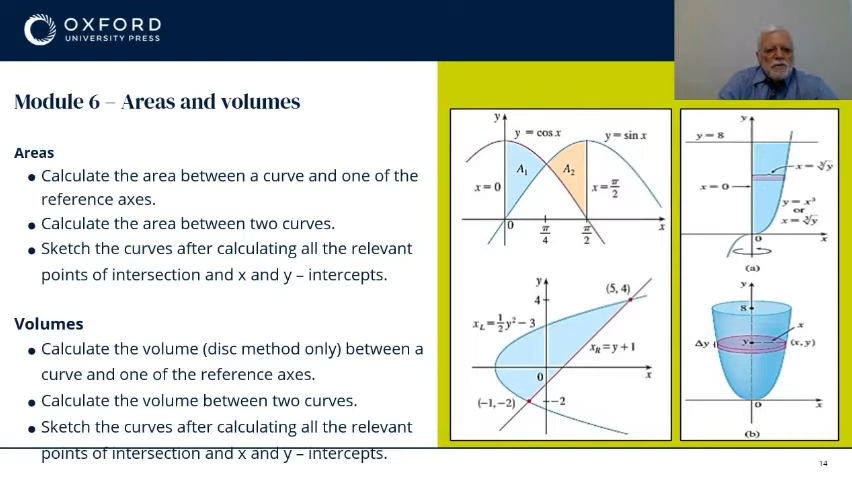 OXFORD
UNIVERSITY PRESS
Module 6 – Areas and volumes
Areas
● Calculate the area between a curve and one of the
reference axes.
● Calculate the area between two curves.
● Sketch the curves after calculating all the relevant
points of intersection and x and y – intercepts.
Volumes
● Calculate the volume (disc method only) between a
curve and one of the reference axes.
● Calculate the volume between two curves.
● Sketch the curves after calculating all the relevant
points of intersection and x and y – intercepts.
y
y = cos x
y = sin x
A₁
A₂
x = 0
x = π/2
0
π/4
π/2
x
y
(5, 4)
4
x_L = ½y² − 3
x_R = y + 1
0
x
(−1, −2)
−2
y
y = 8
x = ∛y
x = 0
y = x³
or
x = ∛y
0
x
(a)
y
8
x
Δy
y
(x, y)
0
x
(b)
14